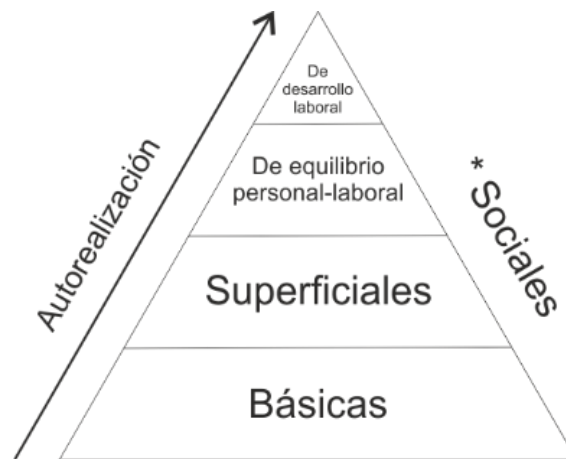 De
desarrollo
laboral
De equilibrio
personal-laboral
Superficiales
Básicas
Autorealización
* Sociales